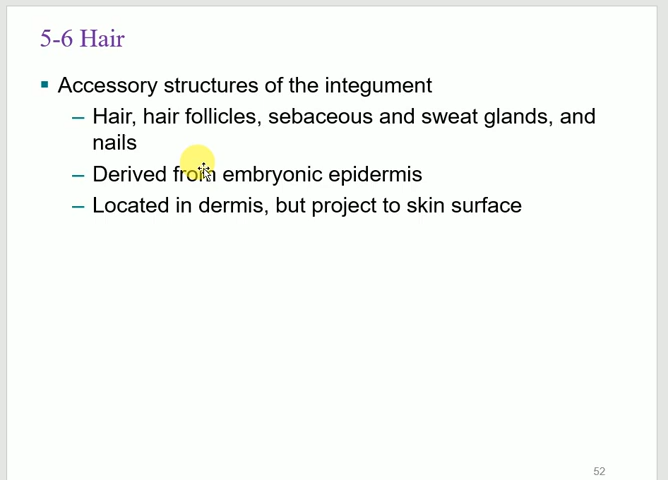 5-6 Hair
▪ Accessory structures of the integument
– Hair, hair follicles, sebaceous and sweat glands, and
nails
– Derived from embryonic epidermis
– Located in dermis, but project to skin surface
52